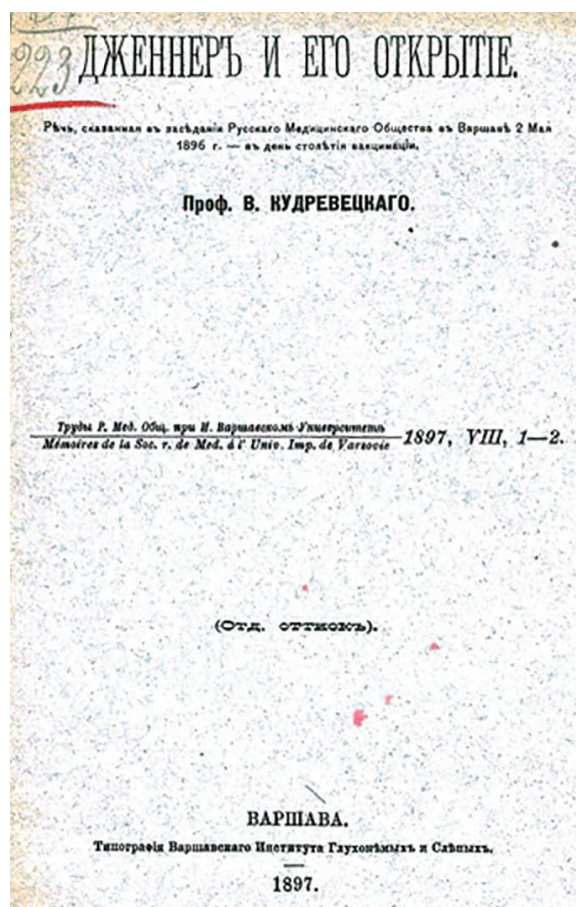 223
ДЖЕННЕРЪ И ЕГО ОТКРЫТІЕ.
Рѣчь, сказанная въ засѣданіи Русскаго Медицинскаго Общества въ Варшавѣ 2 Мая
1896 г. — въ день столѣтія вакцинаціи.
Проф. В. КУДРЕВЕЦКАГО.
Труды Р. Мед. Общ. при И. Варшавскомъ Университетѣ
Mémoires de la Soc. r. de Med. à l' Univ. Imp. de Varsovie
1897, VIII, 1—2.
(Отд. оттискъ).
ВАРШАВА.
Типографія Варшавскаго Института Глухонѣмыхъ и Слѣпыхъ.
1897.